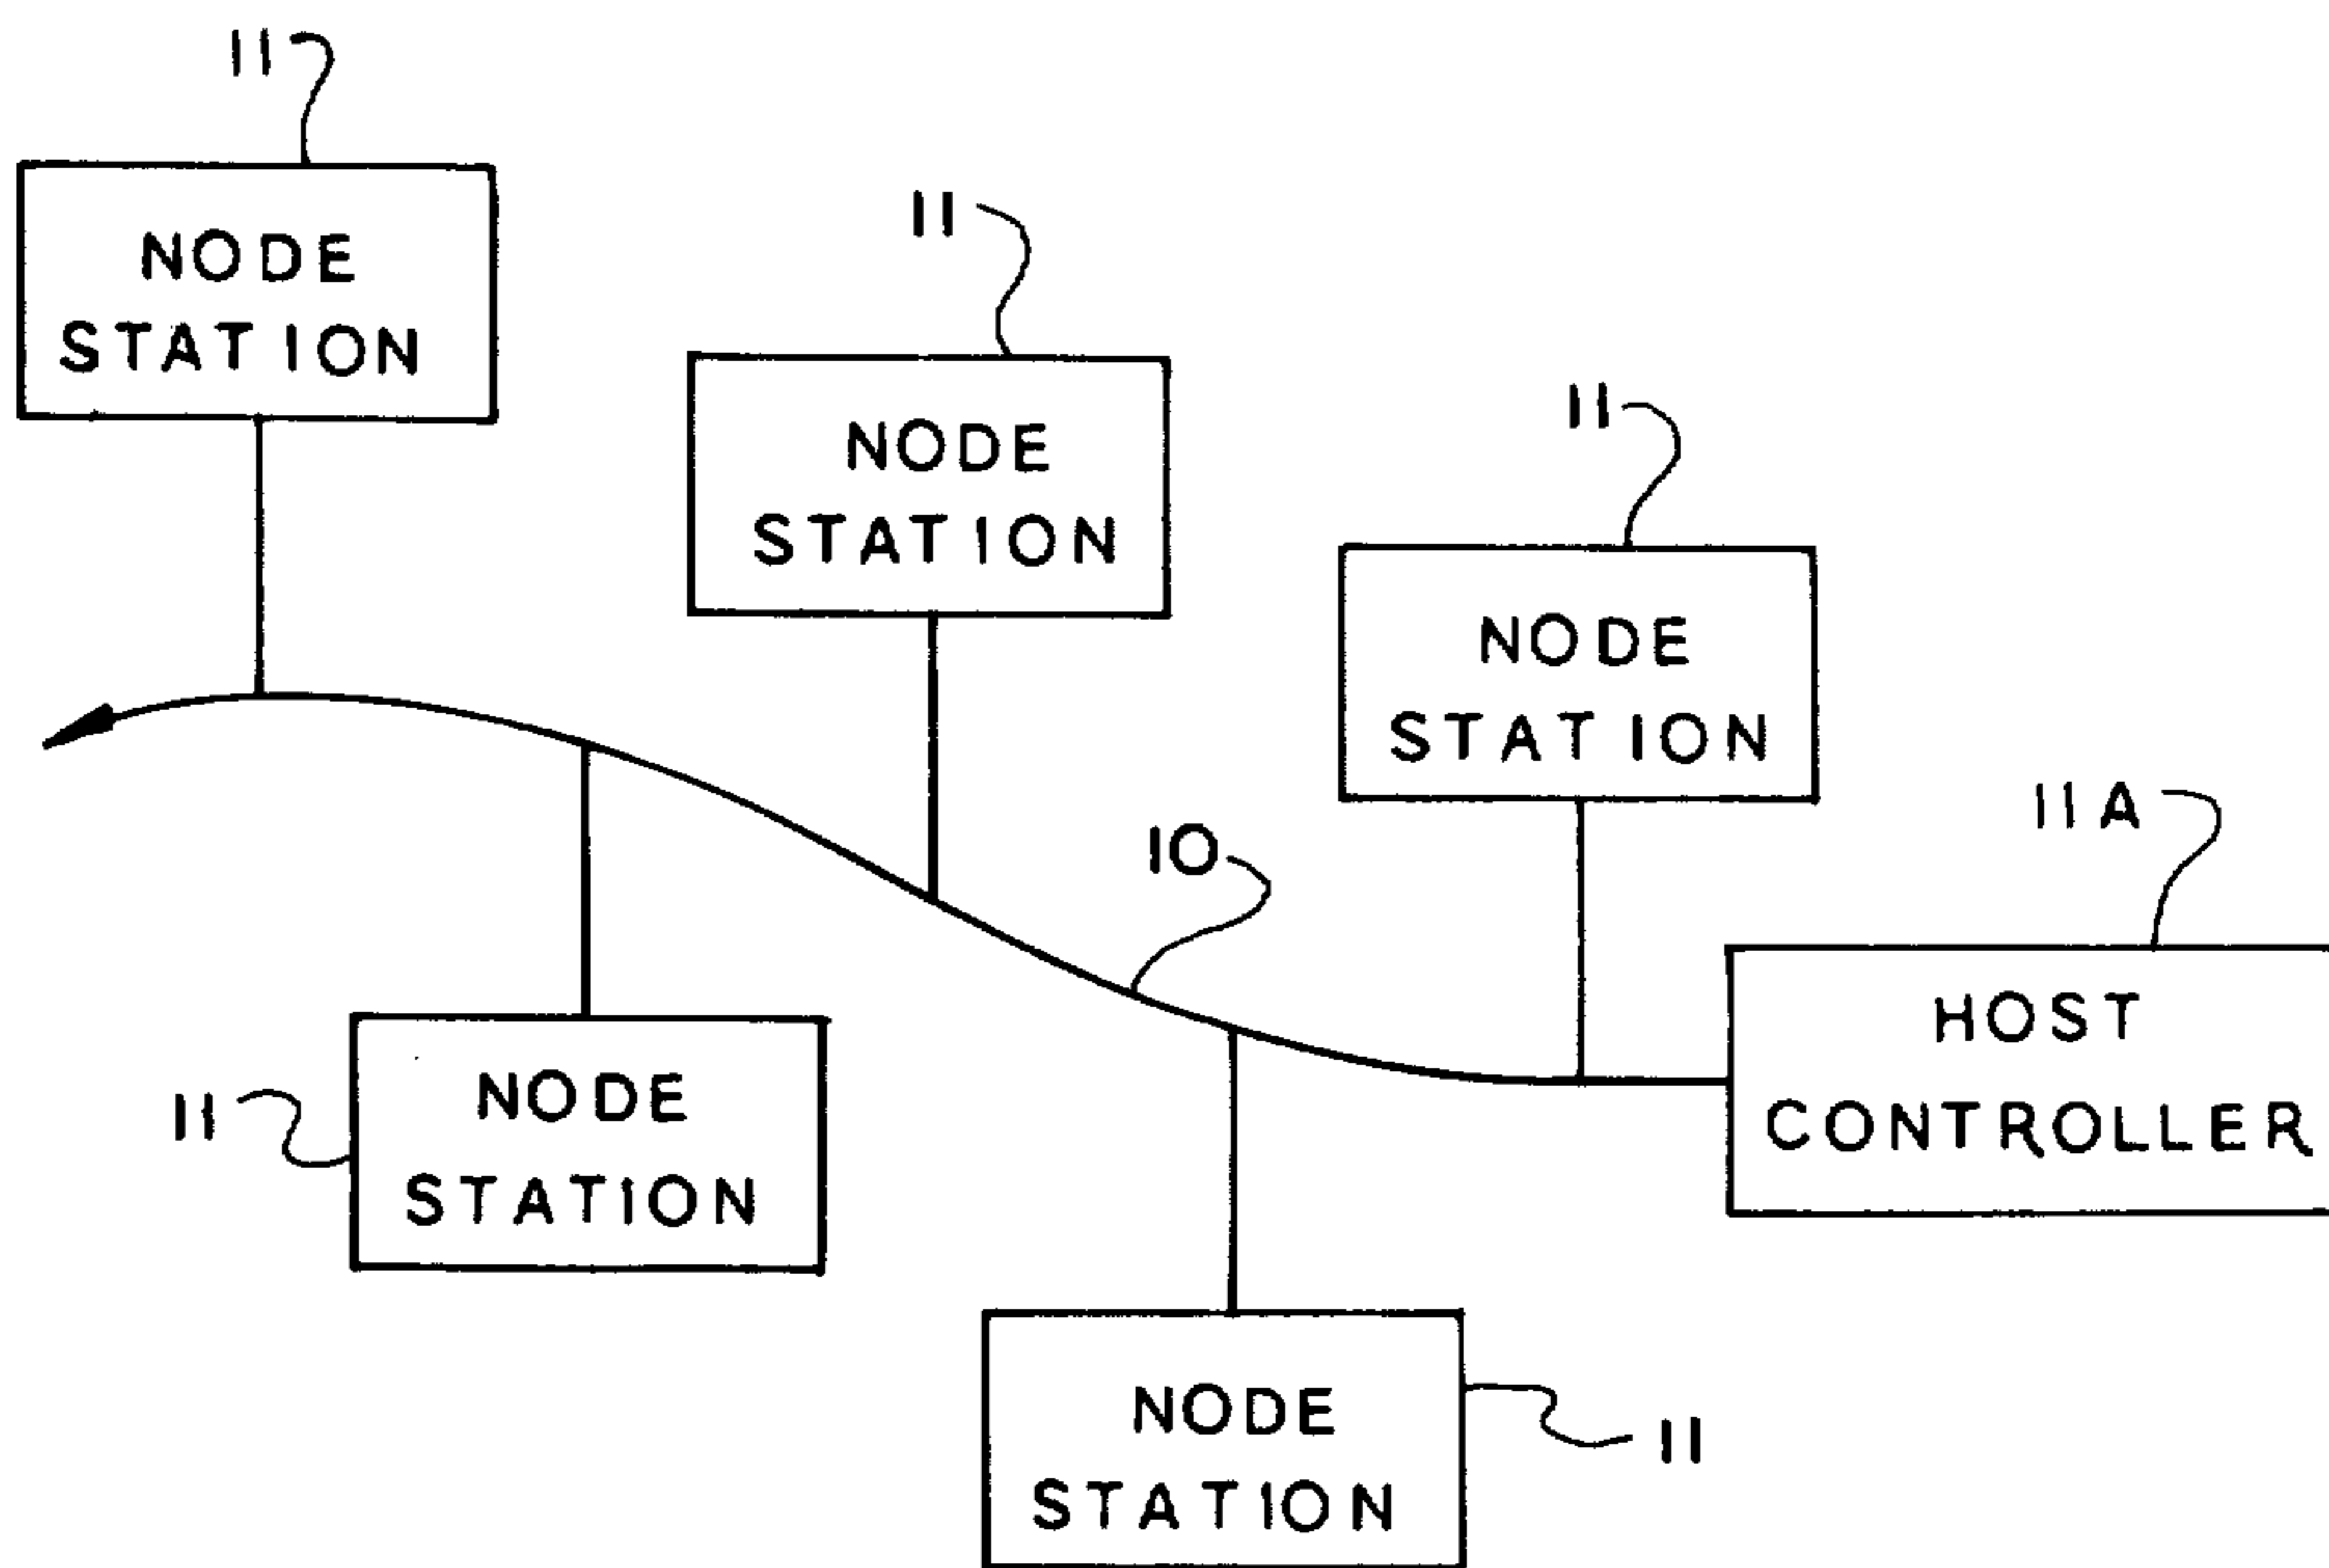 11
NODE
STATION
11
NODE
STATION
11
NODE
STATION
10
11A
HOST
CONTROLLER
11
NODE
STATION
NODE
STATION
11